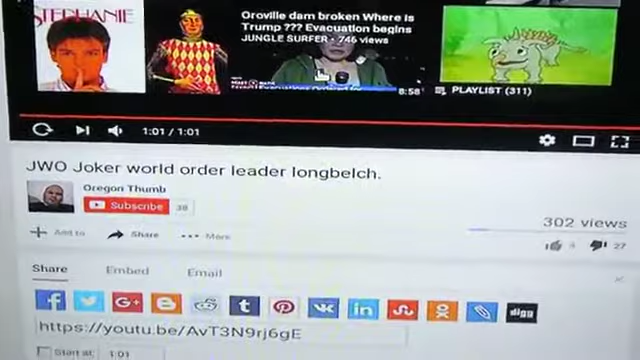 STEPHANIE
Oroville dam broken Where is
Trump ??? Evacuation begins
JUNGLE SURFER • 746 views
8:58
PLAYLIST (311)
1:01 / 1:01
JWO Joker world order leader longbelch.
Oregon Thumb
Subscribe 38
Add to Share More
302 views
4 27
Share Embed Email
digg
https://youtu.be/AvT3N9rj6gE
Start at: 1:01